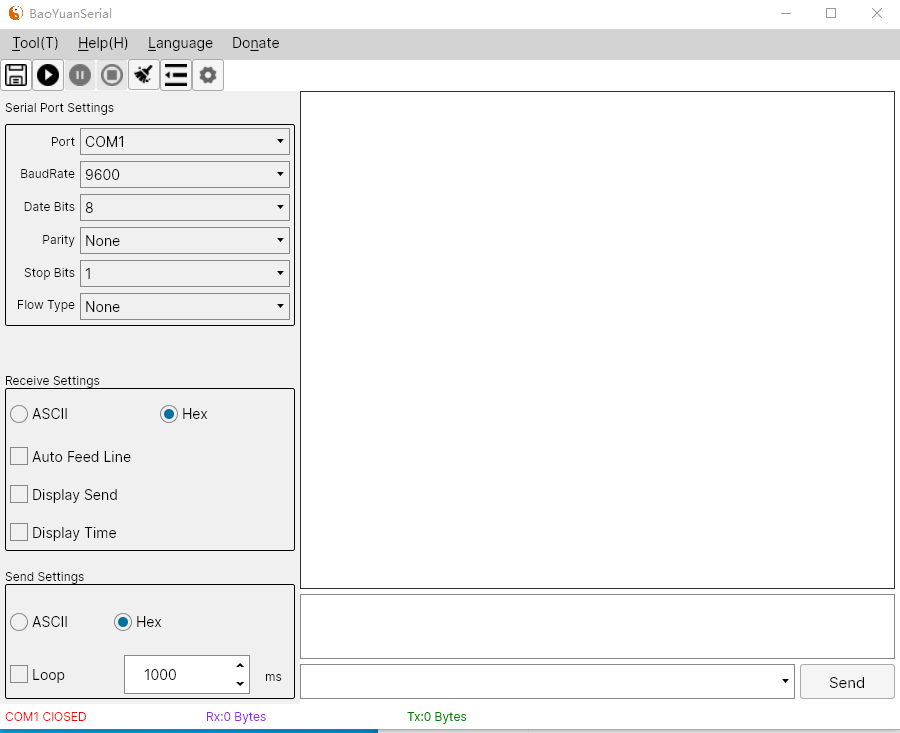 BaoYuanSerial
Tool(T) Help(H) Language Donate
Serial Port Settings
Port COM1
BaudRate 9600
Date Bits 8
Parity None
Stop Bits 1
Flow Type None
Receive Settings
ASCII Hex
Auto Feed Line
Display Send
Display Time
Send Settings
ASCII Hex
Loop 1000 ms
Send
COM1 ClOSED Rx:0 Bytes Tx:0 Bytes